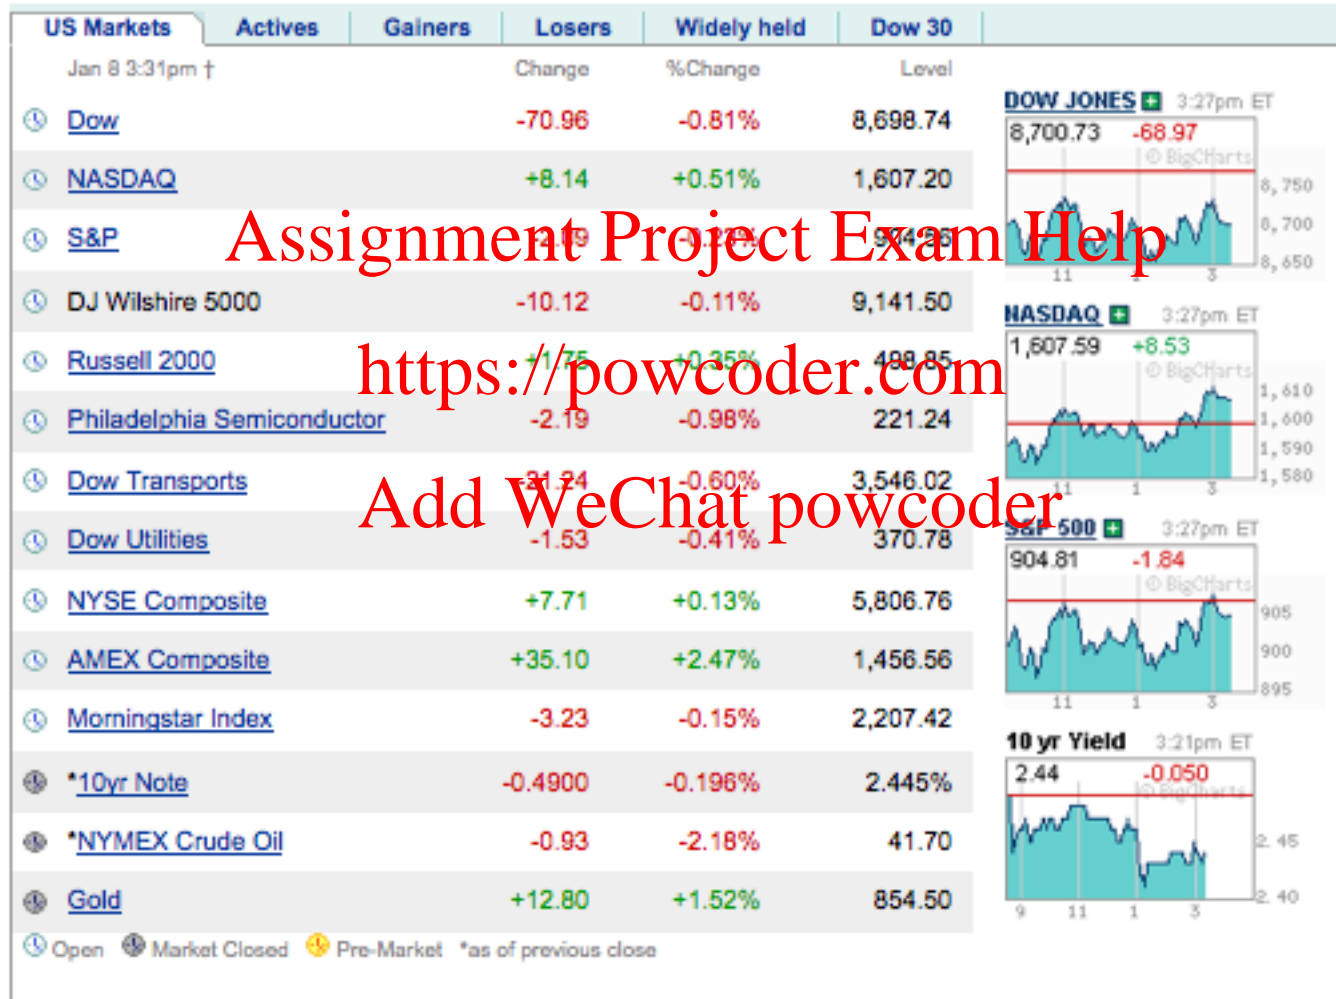 US Markets Actives Gainers Losers Widely held Dow 30
Jan 8 3:31pm † Change %Change Level
Dow -70.96 -0.81% 8,698.74
NASDAQ +8.14 +0.51% 1,607.20
S&P
Assignment Project Exam Help
DJ Wilshire 5000 -10.12 -0.11% 9,141.50
Russell 2000 +1.75 +0.35% 498.85
https://powcoder.com
Philadelphia Semiconductor -2.19 -0.98% 221.24
Dow Transports -21.24 -0.60% 3,546.02
Add WeChat powcoder
Dow Utilities -1.53 -0.41% 370.78
NYSE Composite +7.71 +0.13% 5,806.76
AMEX Composite +35.10 +2.47% 1,456.56
Morningstar Index -3.23 -0.15% 2,207.42
*10yr Note -0.4900 -0.196% 2.445%
*NYMEX Crude Oil -0.93 -2.18% 41.70
Gold +12.80 +1.52% 854.50
Open Market Closed Pre-Market *as of previous close
DOW JONES 3:27pm ET
8,700.73 -68.97
© BigCharts
8,750
8,700
8,650
11 1 3
NASDAQ 3:27pm ET
1,607.59 +8.53
© BigCharts
1,610
1,600
1,590
1,580
11 1 3
S&P 500 3:27pm ET
904.81 -1.84
© BigCharts
905
900
895
11 1 3
10 yr Yield 3:21pm ET
2.44 -0.050
© BigCharts
2.45
2.40
9 11 1 3